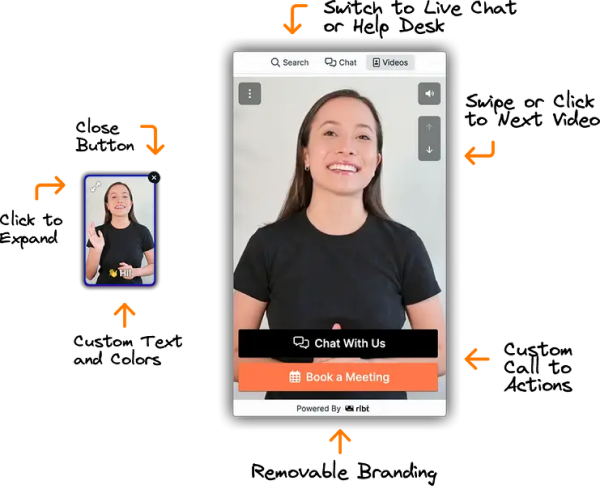 Switch to Live Chat
or Help Desk
Search
Chat
Videos
Swipe or Click
to Next Video
Close
Button
Click to
Expand
👋 Hi!
Custom Text
and Colors
Chat With Us
Book a Meeting
Custom
Call to
Actions
Powered By ribt
Removable Branding